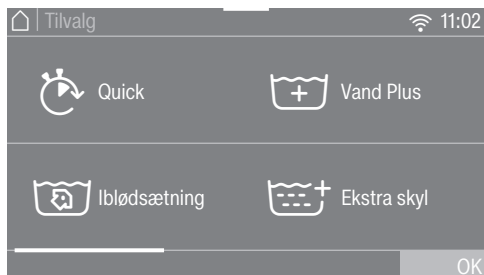 Tilvalg 11:02
Quick Vand Plus
Iblødsætning Ekstra skyl
OK